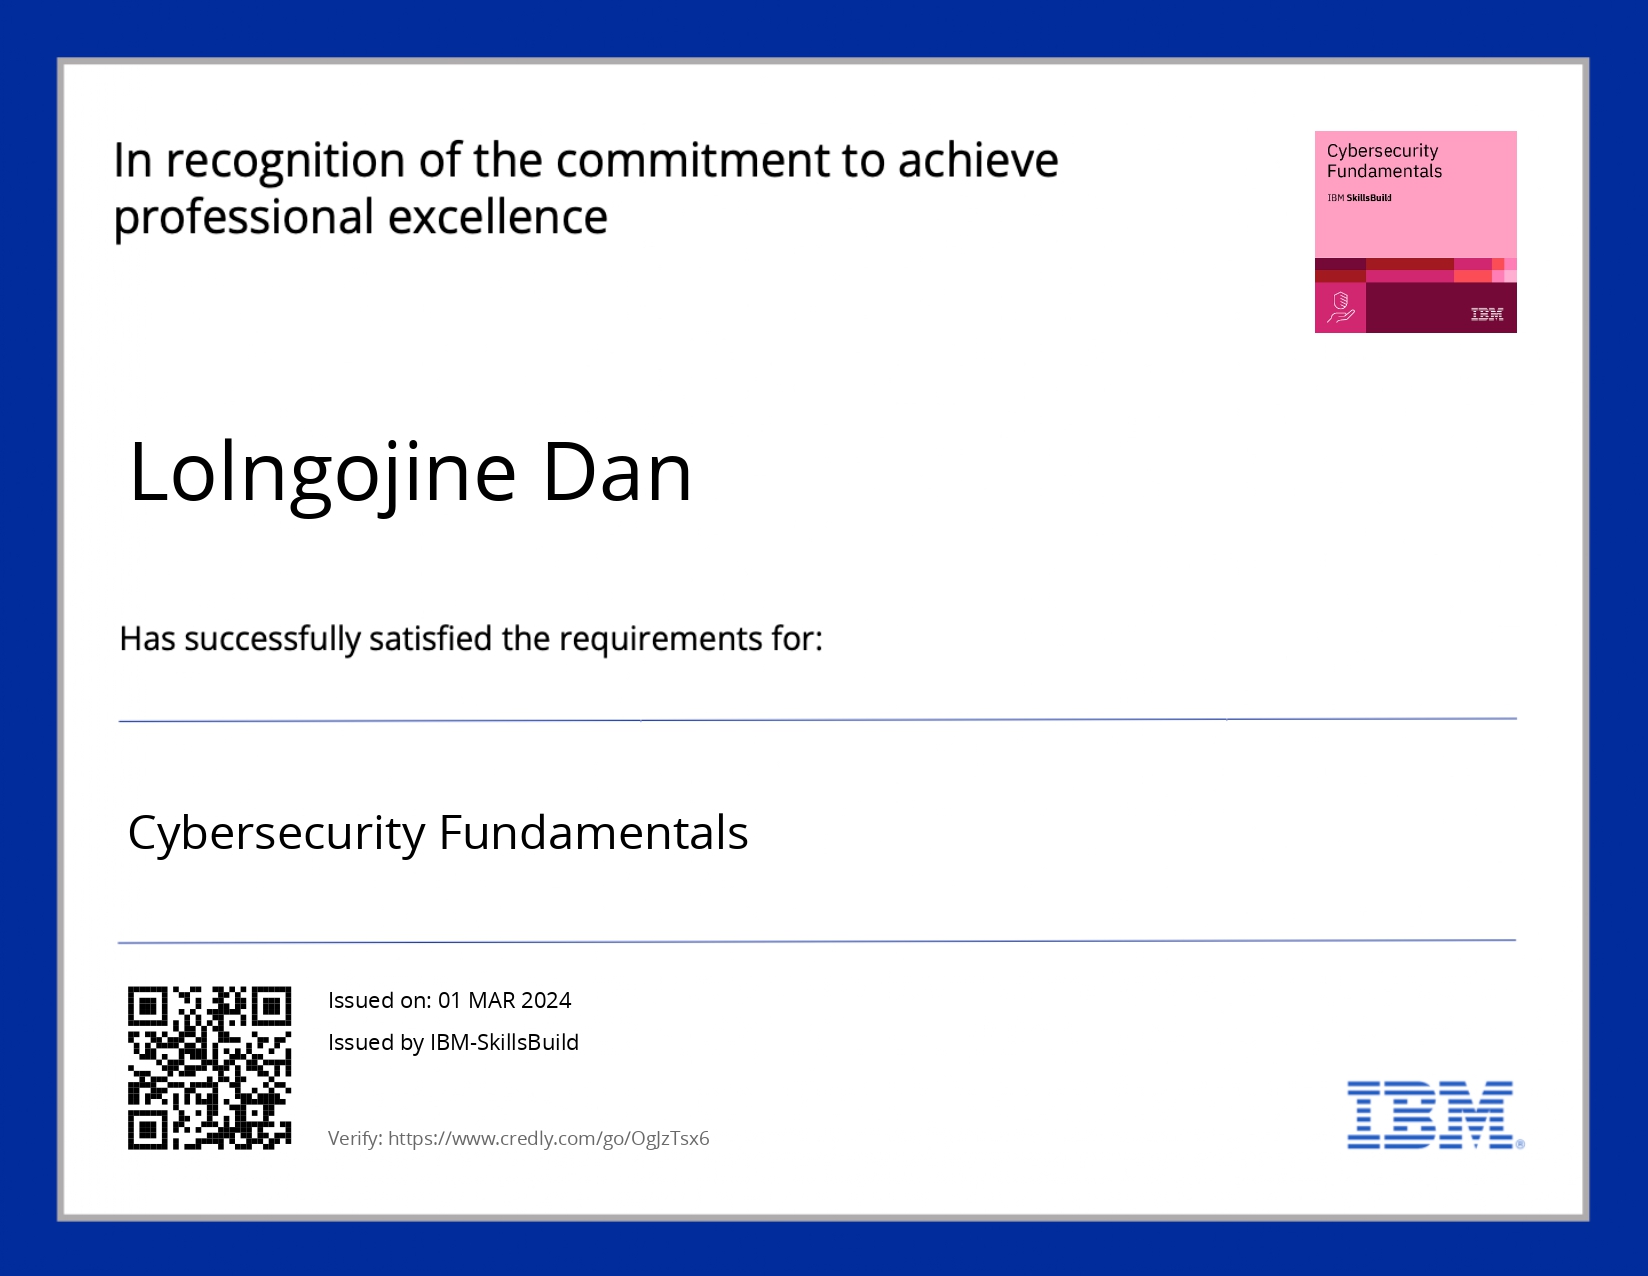 In recognition of the commitment to achieve
professional excellence
Cybersecurity
Fundamentals
IBM SkillsBuild
IBM
Lolngojine Dan
Has successfully satisfied the requirements for:
Cybersecurity Fundamentals
Issued on: 01 MAR 2024
Issued by IBM-SkillsBuild
Verify: https://www.credly.com/go/OgJzTsx6
IBM®